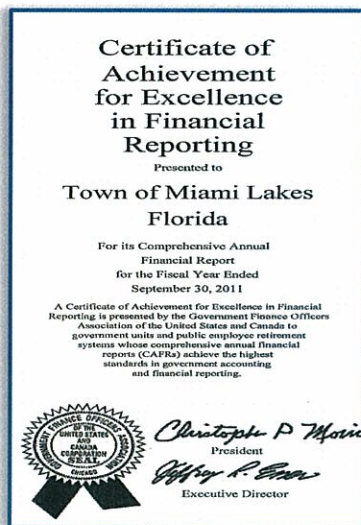 Certificate of
Achievement
for Excellence
in Financial
Reporting
Presented to
Town of Miami Lakes
Florida
For its Comprehensive Annual
Financial Report
for the Fiscal Year Ended
September 30, 2011
A Certificate of Achievement for Excellence in Financial
Reporting is presented by the Government Finance Officers
Association of the United States and Canada to
government units and public employee retirement
systems whose comprehensive annual financial
reports (CAFRs) achieve the highest
standards in government accounting
and financial reporting.
GOVERNMENT FINANCE OFFICERS ASSOCIATION
OF THE
UNITED STATES
AND
CANADA
CORPORATION
SEAL
CHICAGO
Christopher P
President
Jeffrey R.
Executive Director